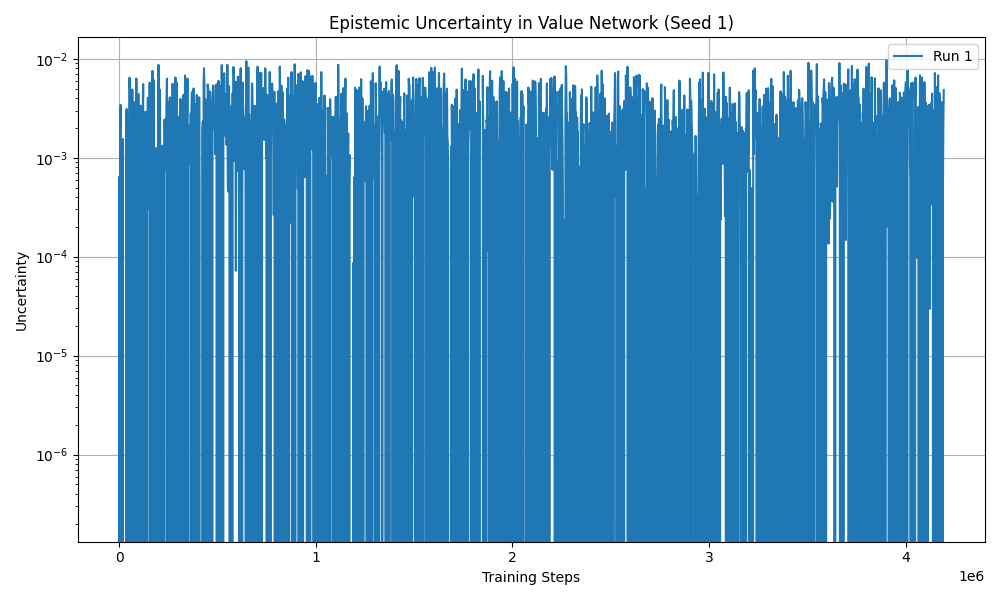 Epistemic Uncertainty in Value Network (Seed 1)
Run 1
Uncertainty
10⁻²
10⁻³
10⁻⁴
10⁻⁵
10⁻⁶
0 1 2 3 4
1e6
Training Steps